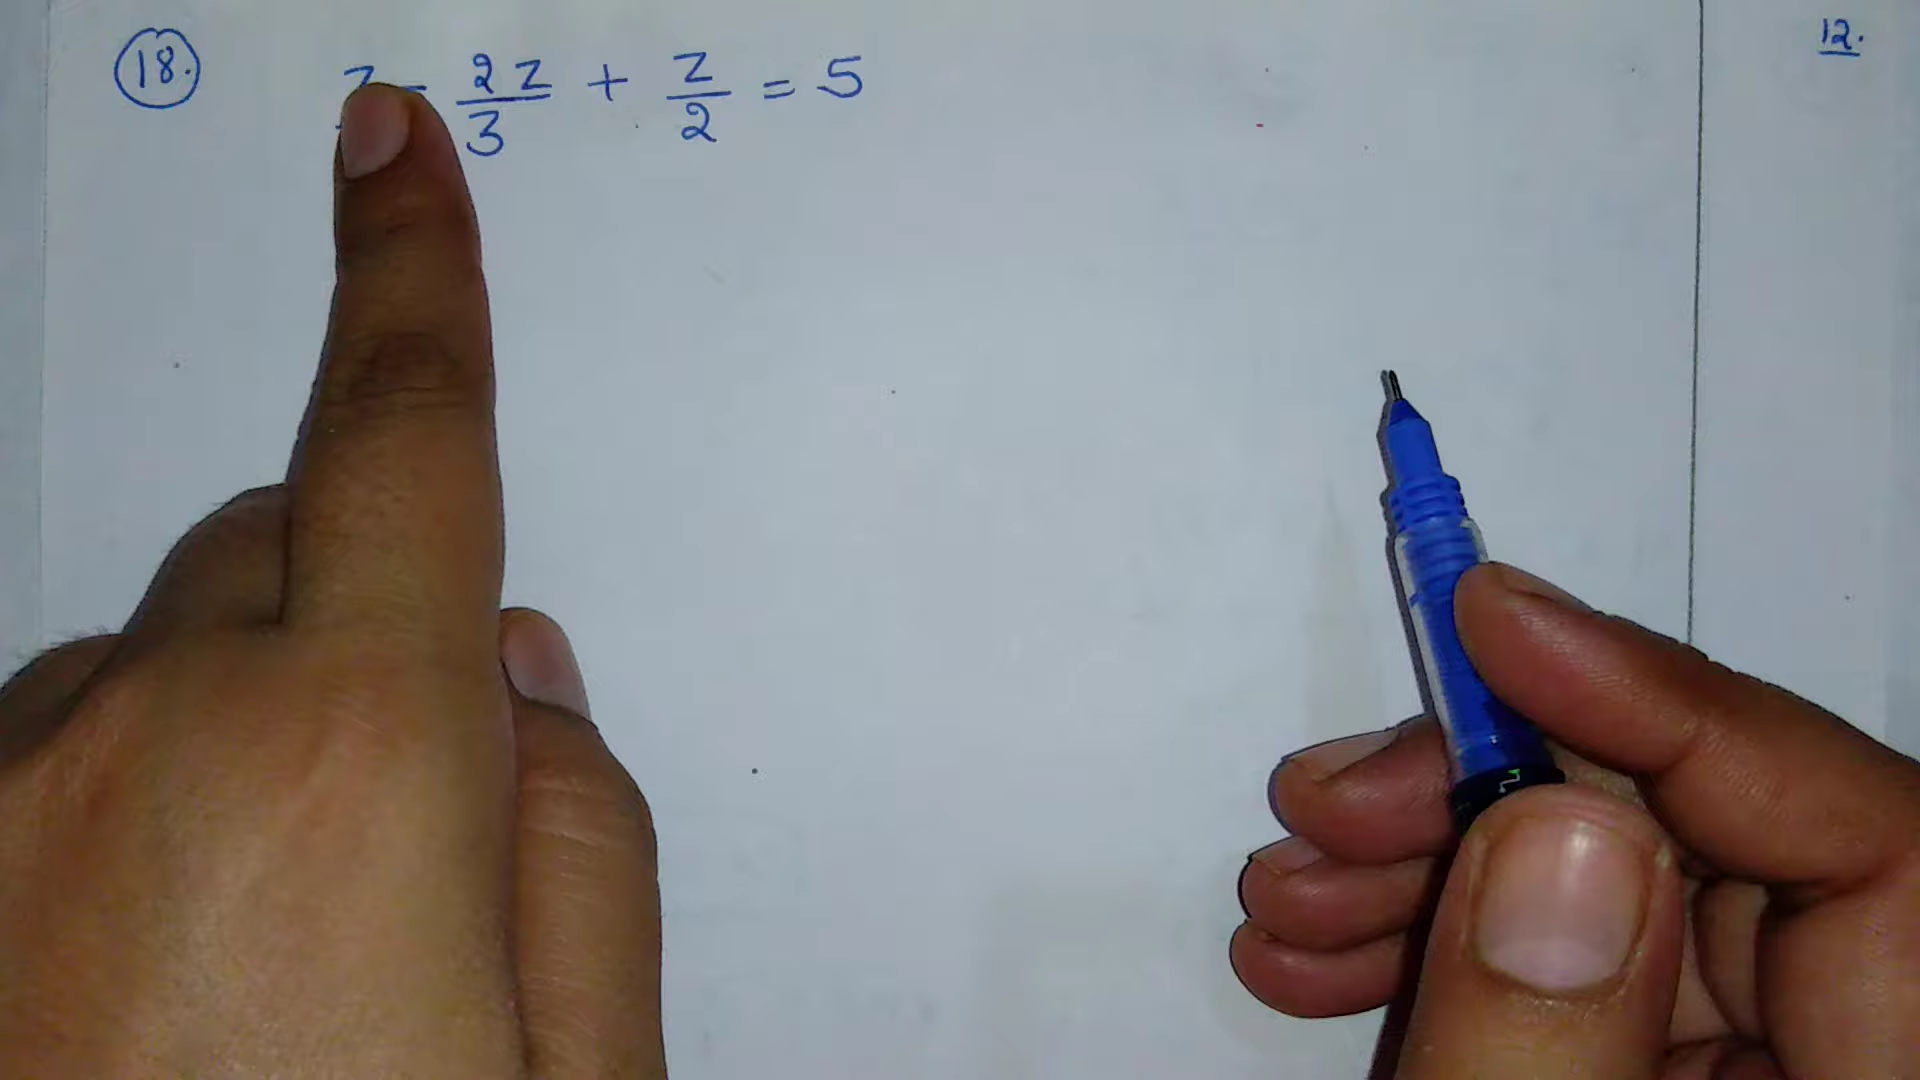 18. z - 2z/3 + z/2 = 5
12.